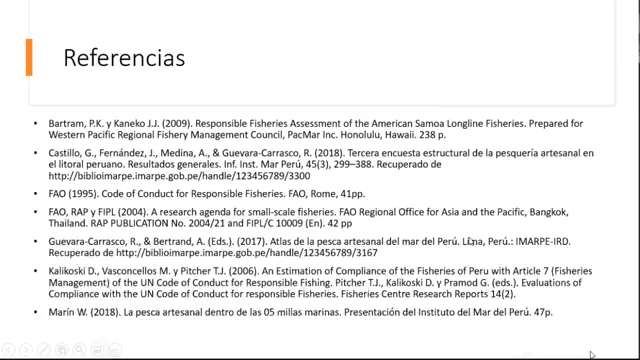 Referencias
• Bartram, P.K. y Kaneko J.J. (2009). Responsible Fisheries Assessment of the American Samoa Longline Fisheries. Prepared for
Western Pacific Regional Fishery Management Council, PacMar Inc. Honolulu, Hawaii. 238 p.
• Castillo, G., Fernández, J., Medina, A., & Guevara-Carrasco, R. (2018). Tercera encuesta estructural de la pesquería artesanal en
el litoral peruano. Resultados generales. Inf. Inst. Mar Perú, 45(3), 299–388. Recuperado de
http://biblioimarpe.imarpe.gob.pe/handle/123456789/3300
• FAO (1995). Code of Conduct for Responsible Fisheries. FAO, Rome, 41pp.
• FAO, RAP y FIPL (2004). A research agenda for small-scale fisheries. FAO Regional Office for Asia and the Pacific, Bangkok,
Thailand. RAP PUBLICATION No. 2004/21 and FIPL/C 10009 (En). 42 pp
• Guevara-Carrasco, R., & Bertrand, A. (Eds.). (2017). Atlas de la pesca artesanal del mar del Perú. Lima, Perú.: IMARPE-IRD.
Recuperado de http://biblioimarpe.imarpe.gob.pe/handle/123456789/3167
• Kalikoski D., Vasconcellos M. y Pitcher T.J. (2006). An Estimation of Compliance of the Fisheries of Peru with Article 7 (Fisheries
Management) of the UN Code of Conduct for Responsible Fishing. Pitcher T.J., Kalikoski D. y Pramod G. (eds.). Evaluations of
Compliance with the UN Code of Conduct for responsible Fisheries. Fisheries Centre Research Reports 14(2).
• Marín W. (2018). La pesca artesanal dentro de las 05 millas marinas. Presentación del Instituto del Mar del Perú. 47p.